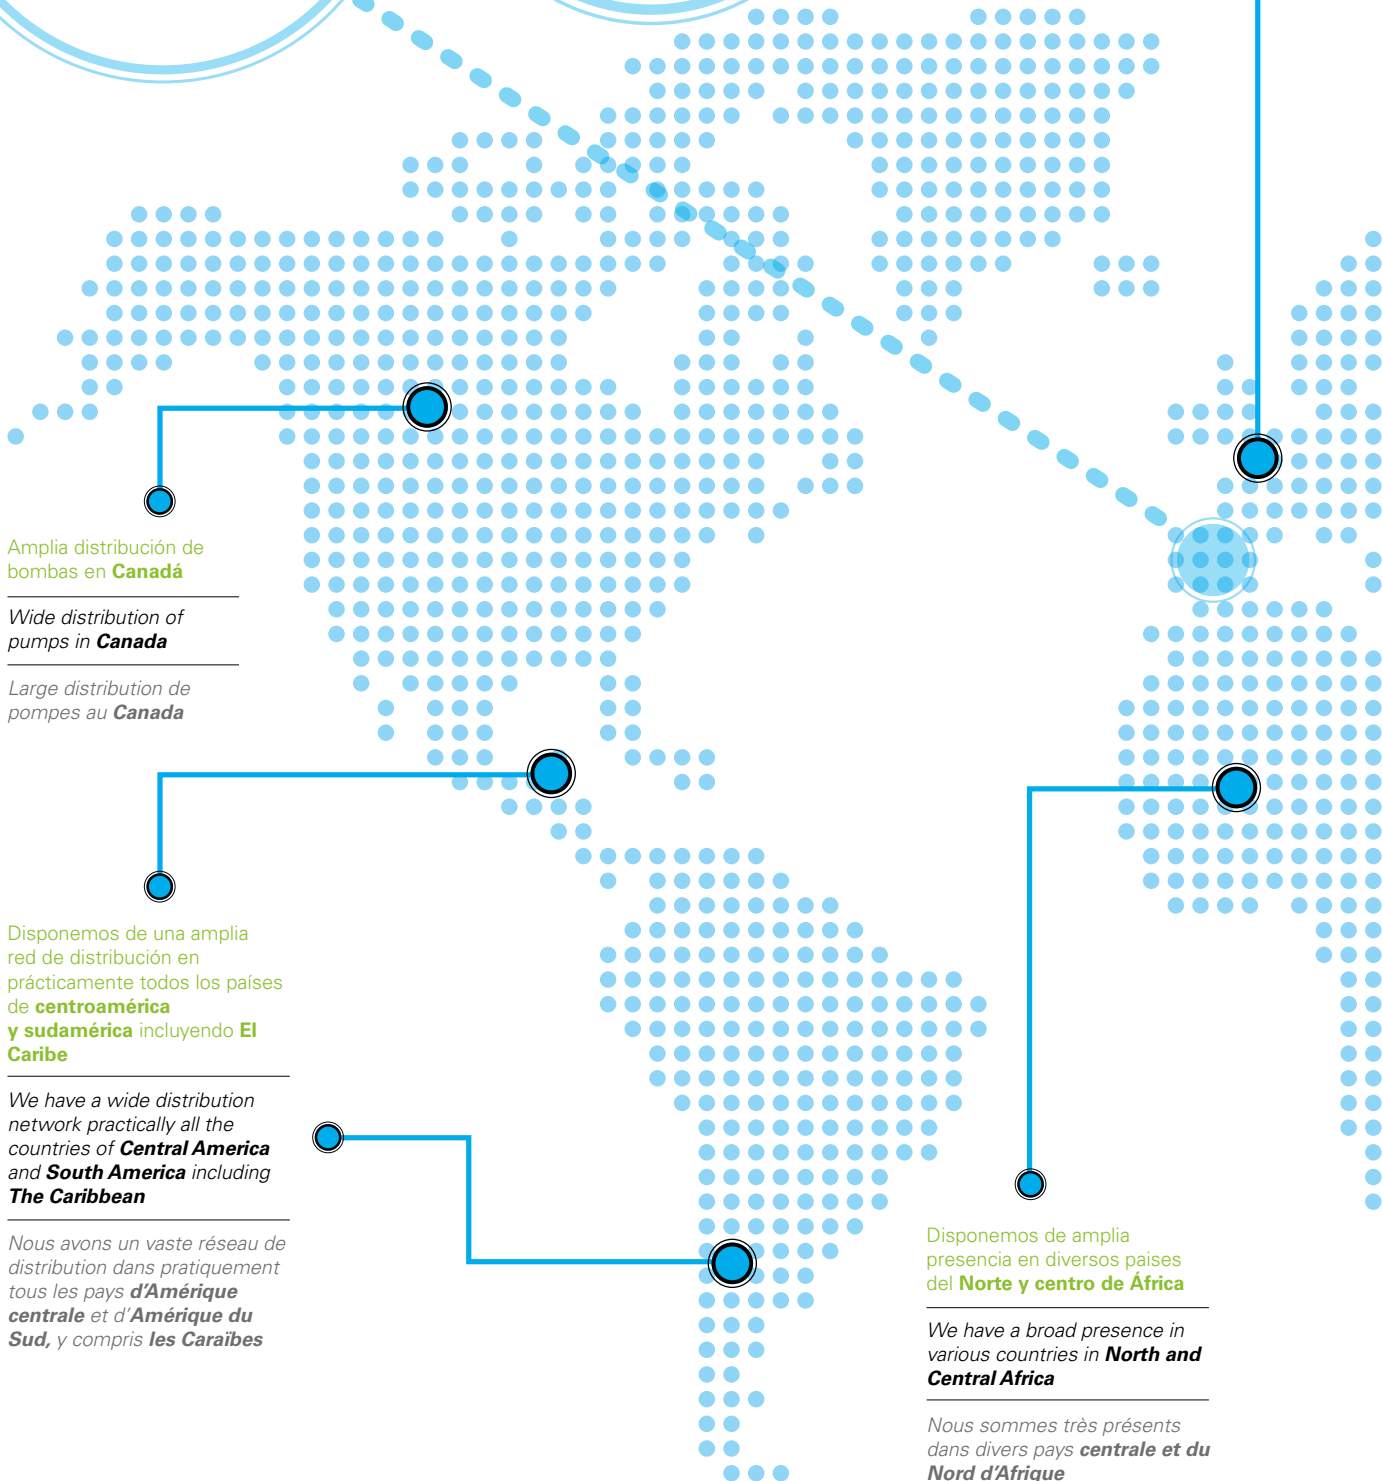 Amplia distribución de
bombas en Canadá
Wide distribution of
pumps in Canada
Large distribution de
pompes au Canada
Disponemos de una amplia
red de distribución en
prácticamente todos los países
de centroamérica
y sudamérica incluyendo El
Caribe
We have a wide distribution
network practically all the
countries of Central America
and South America including
The Caribbean
Nous avons un vaste réseau de
distribution dans pratiquement
tous les pays d'Amérique
centrale et d'Amérique du
Sud, y compris les Caraïbes
Disponemos de amplia
presencia en diversos paises
del Norte y centro de África
We have a broad presence in
various countries in North and
Central Africa
Nous sommes très présents
dans divers pays centrale et du
Nord d'Afrique